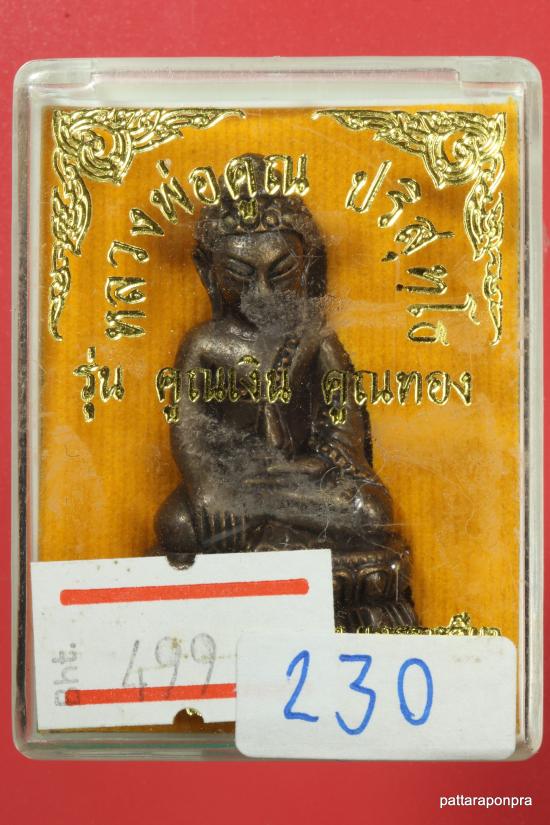 หลวงพ่อคูณ ปริสุทฺโธ
รุ่น คูณเงิน คูณทอง
Bht.
499
230
pattaraponpra